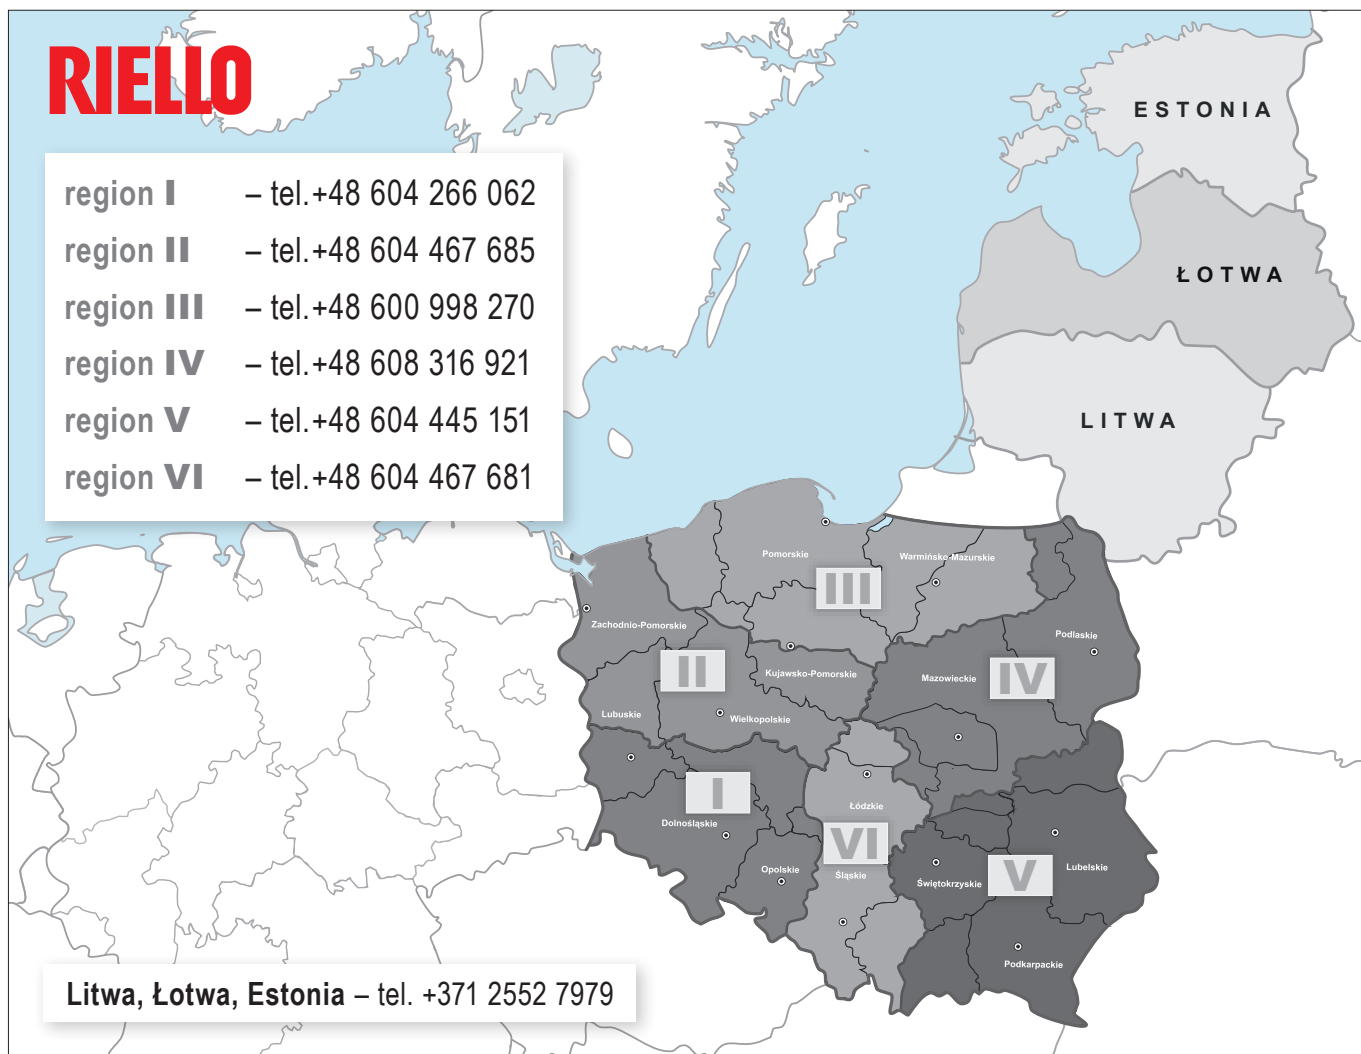 RIELLO
region I – tel.+48 604 266 062
region II – tel.+48 604 467 685
region III – tel.+48 600 998 270
region IV – tel.+48 608 316 921
region V – tel.+48 604 445 151
region VI – tel.+48 604 467 681
ESTONIA
ŁOTWA
LITWA
Pomorskie
Warmińsko-Mazurskie
III
Zachodnio-Pomorskie
Podlaskie
II
Kujawsko-Pomorskie
Mazowieckie
IV
Lubuskie
Wielkopolskie
I
Łódzkie
Dolnośląskie
VI
Opolskie
Śląskie
Świętokrzyskie
V
Lubelskie
Podkarpackie
Litwa, Łotwa, Estonia – tel. +371 2552 7979